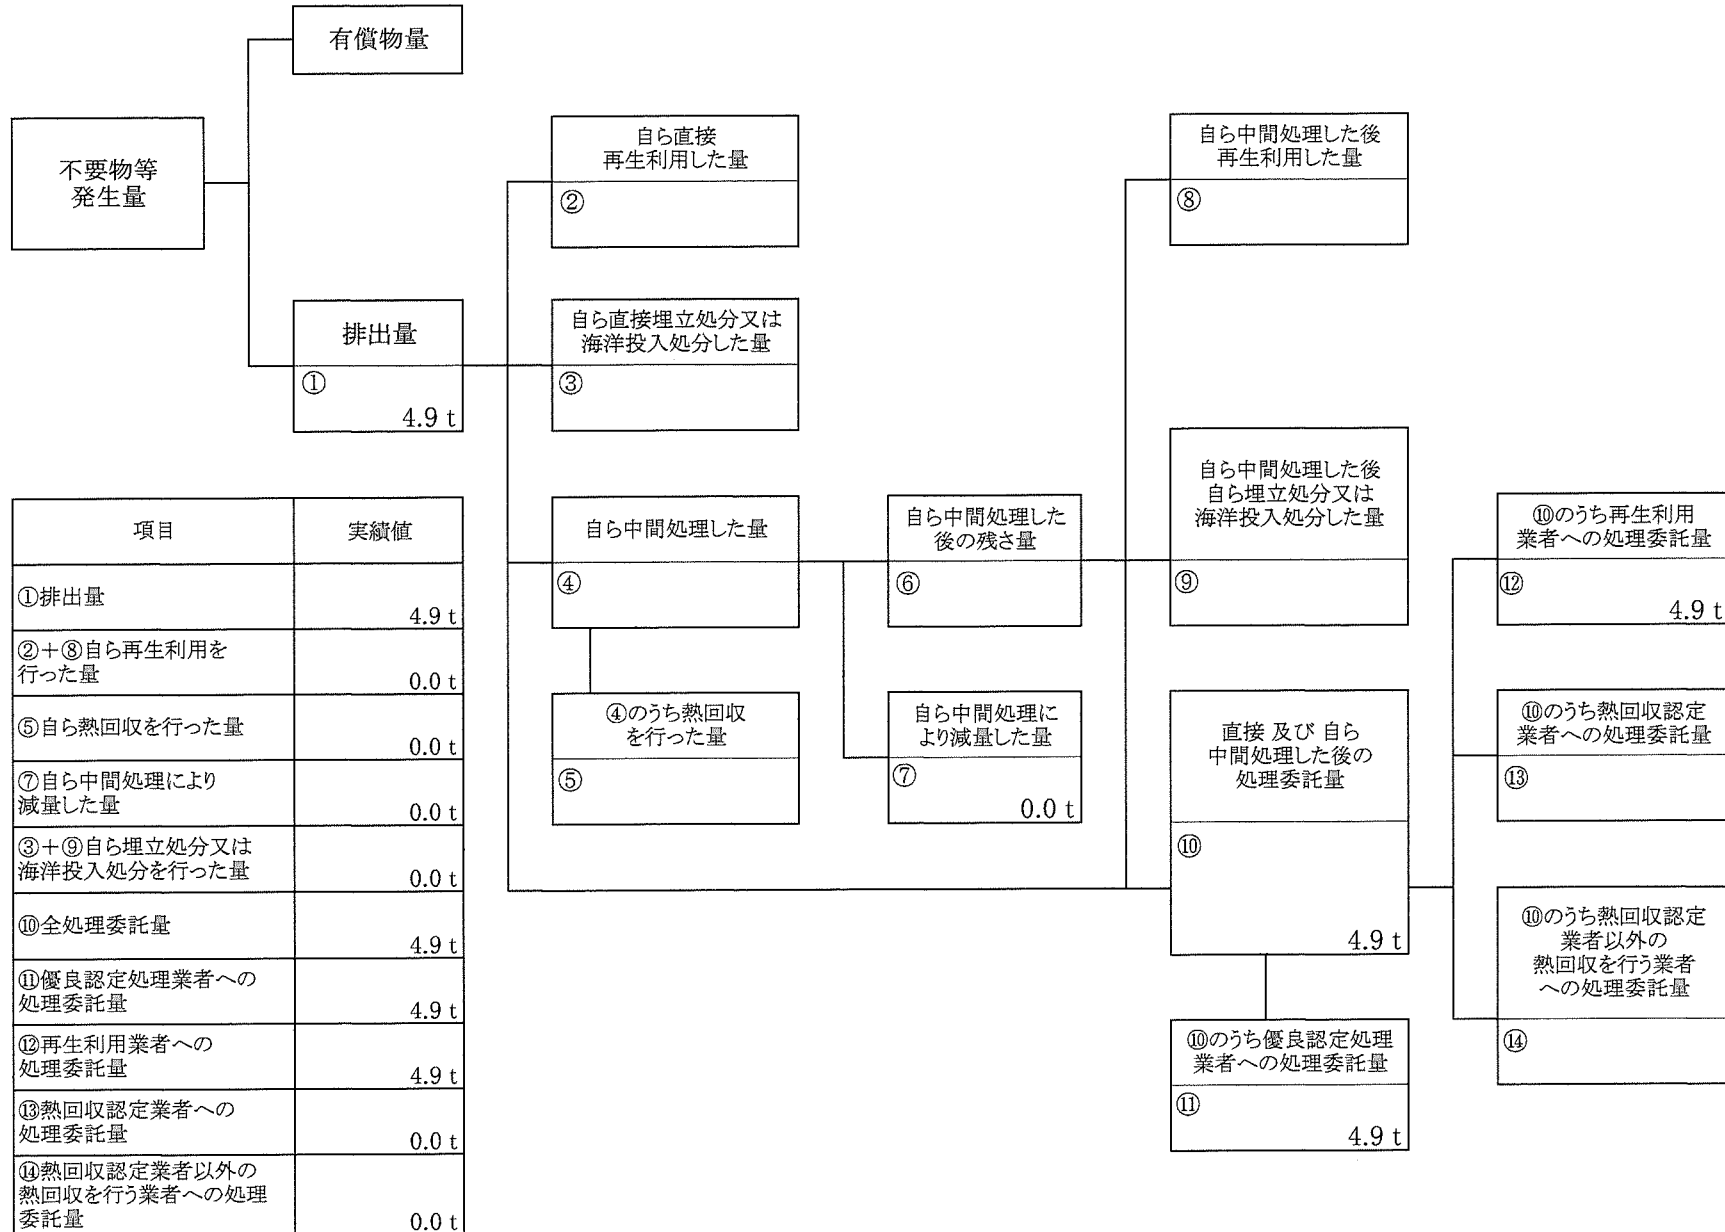 有償物量
不要物等
発生量
排出量
①
4.9 t
自ら直接
再生利用した量
②
自ら直接埋立処分又は
海洋投入処分した量
③
自ら中間処理した量
④
④のうち熱回収
を行った量
⑤
自ら中間処理した
後の残さ量
⑥
自ら中間処理に
より減量した量
⑦
0.0 t
自ら中間処理した後
再生利用した量
⑧
自ら中間処理した後
自ら埋立処分又は
海洋投入処分した量
⑨
直接 及び 自ら
中間処理した後の
処理委託量
⑩
4.9 t
⑩のうち優良認定処理
業者への処理委託量
⑪
4.9 t
⑩のうち再生利用
業者への処理委託量
⑫
4.9 t
⑩のうち熱回収認定
業者への処理委託量
⑬
⑩のうち熱回収認定
業者以外の
熱回収を行う業者
への処理委託量
⑭
項目 実績値
①排出量
4.9 t
②+⑧自ら再生利用を
行った量
0.0 t
⑤自ら熱回収を行った量
0.0 t
⑦自ら中間処理により
減量した量
0.0 t
③+⑨自ら埋立処分又は
海洋投入処分を行った量
0.0 t
⑩全処理委託量
4.9 t
⑪優良認定処理業者への
処理委託量
4.9 t
⑫再生利用業者への
処理委託量
4.9 t
⑬熱回収認定業者への
処理委託量
0.0 t
⑭熱回収認定業者以外の
熱回収を行う業者への処理
委託量
0.0 t